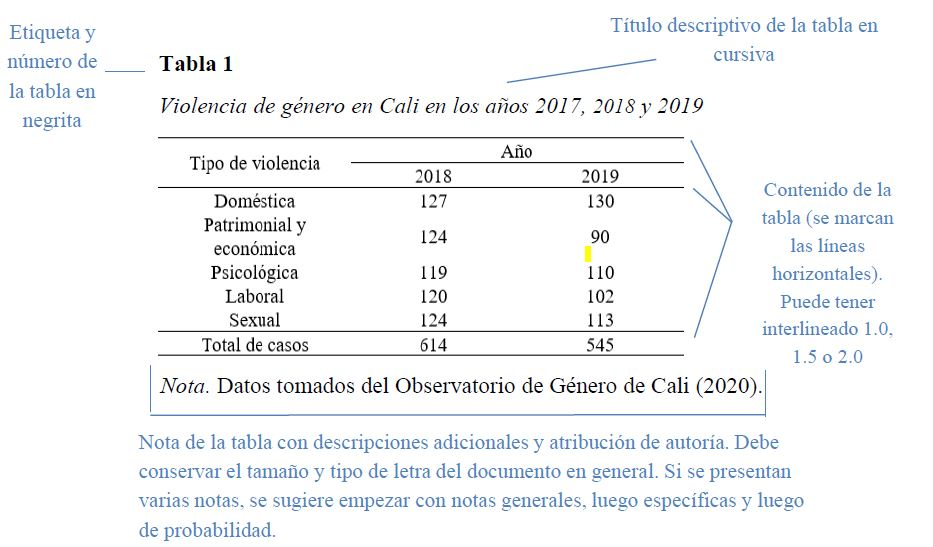 Etiqueta y
número de
la tabla en
negrita
Título descriptivo de la tabla en
cursiva
Tabla 1
Violencia de género en Cali en los años 2017, 2018 y 2019
Tipo de violencia
Año
2018 2019
Doméstica 127 130
Patrimonial y
económica 124 90
Psicológica 119 110
Laboral 120 102
Sexual 124 113
Total de casos 614 545
Contenido de la
tabla (se marcan
las líneas
horizontales).
Puede tener
interlineado 1.0,
1.5 o 2.0
Nota. Datos tomados del Observatorio de Género de Cali (2020).
Nota de la tabla con descripciones adicionales y atribución de autoría. Debe
conservar el tamaño y tipo de letra del documento en general. Si se presentan
varias notas, se sugiere empezar con notas generales, luego específicas y luego
de probabilidad.